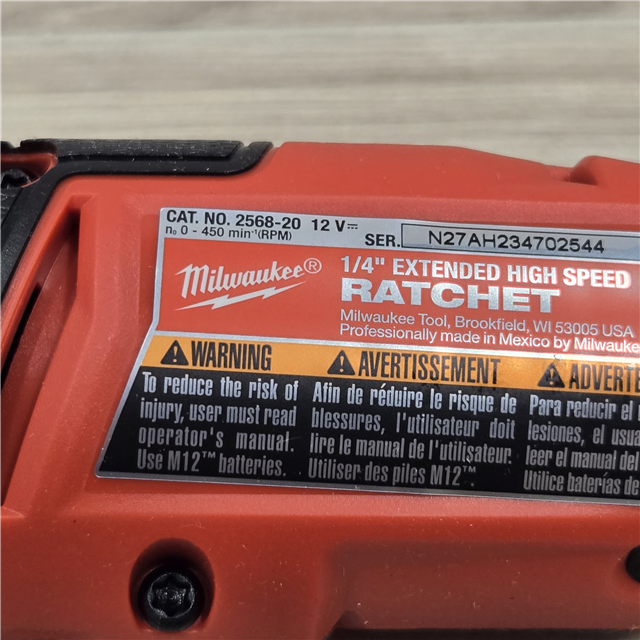 CAT. NO. 2568-20 12 V⎓
n₀ 0 - 450 min⁻¹(RPM)
SER. N27AH234702544
Milwaukee®
1/4" EXTENDED HIGH SPEED
RATCHET
Milwaukee Tool, Brookfield, WI 53005 USA
Professionally made in Mexico by Milwauke
WARNING
To reduce the risk of
injury, user must read
operator's manual.
Use M12™ batteries.
AVERTISSEMENT
Afin de réduire le risque de
blessures, l'utilisateur doit
lire le manuel de l'utilisateur.
Utiliser des piles M12™.
ADVERTE
Para reducir el
lesiones, el usu
leer el manual del
Utilice baterías de